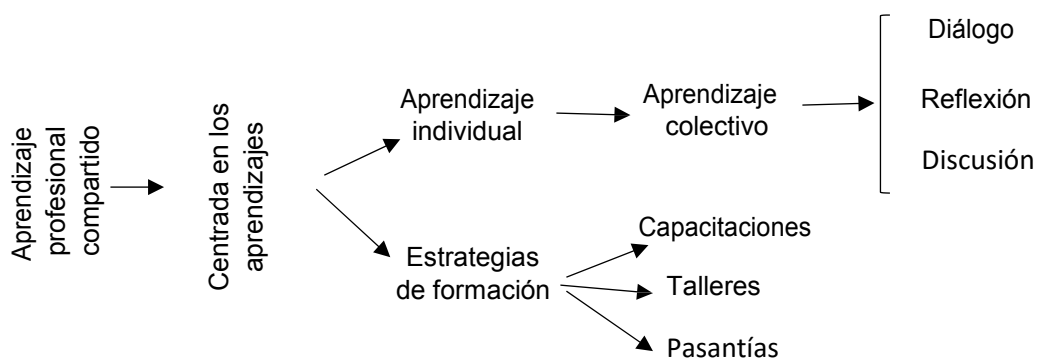 Aprendizaje
profesional
compartido
Centrada en los
aprendizajes
Aprendizaje
individual
Aprendizaje
colectivo
Diálogo
Reflexión
Discusión
Estrategias
de formación
Capacitaciones
Talleres
Pasantías